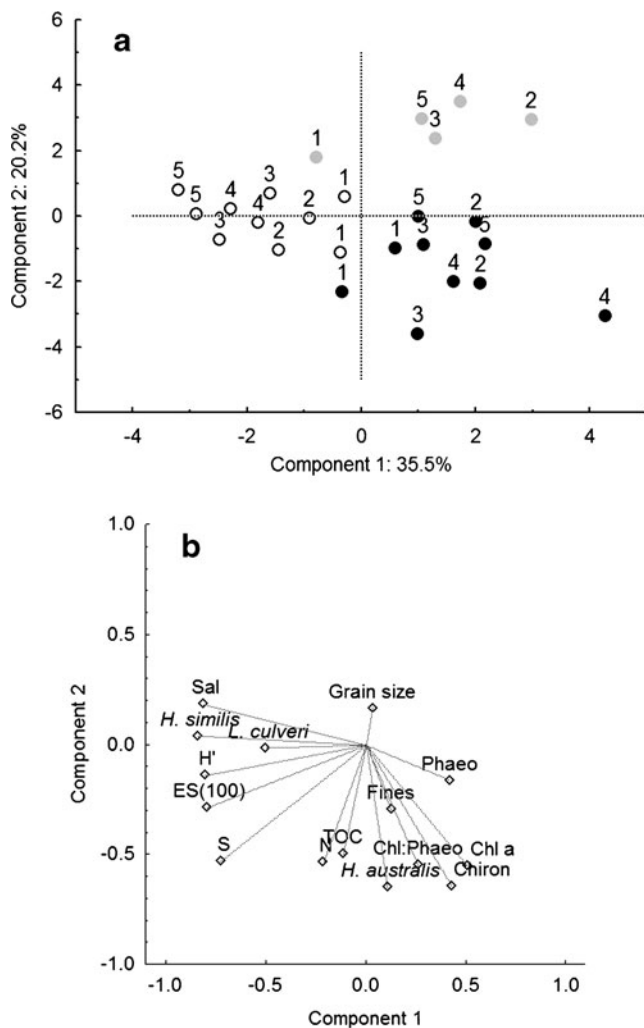 a
6
4
2
0
-2
-4
-6
Component 2: 20.2%
4
5 2
3
1
5 3 1
5 4 2 5 2
3 4 2 1 1 3 5
1 4 2
3 4
-4 -2 0 2 4
Component 1: 35.5%
b
1.0
0.5
0.0
-0.5
-1.0
Component 2
Sal
Grain size
H. similis
L. culveri
H'
Phaeo
ES(100)
Fines
S
N
TOC
Chl:Phaeo
Chl a
H. australis
Chiron
-1.0 -0.5 0.0 0.5 1.0
Component 1